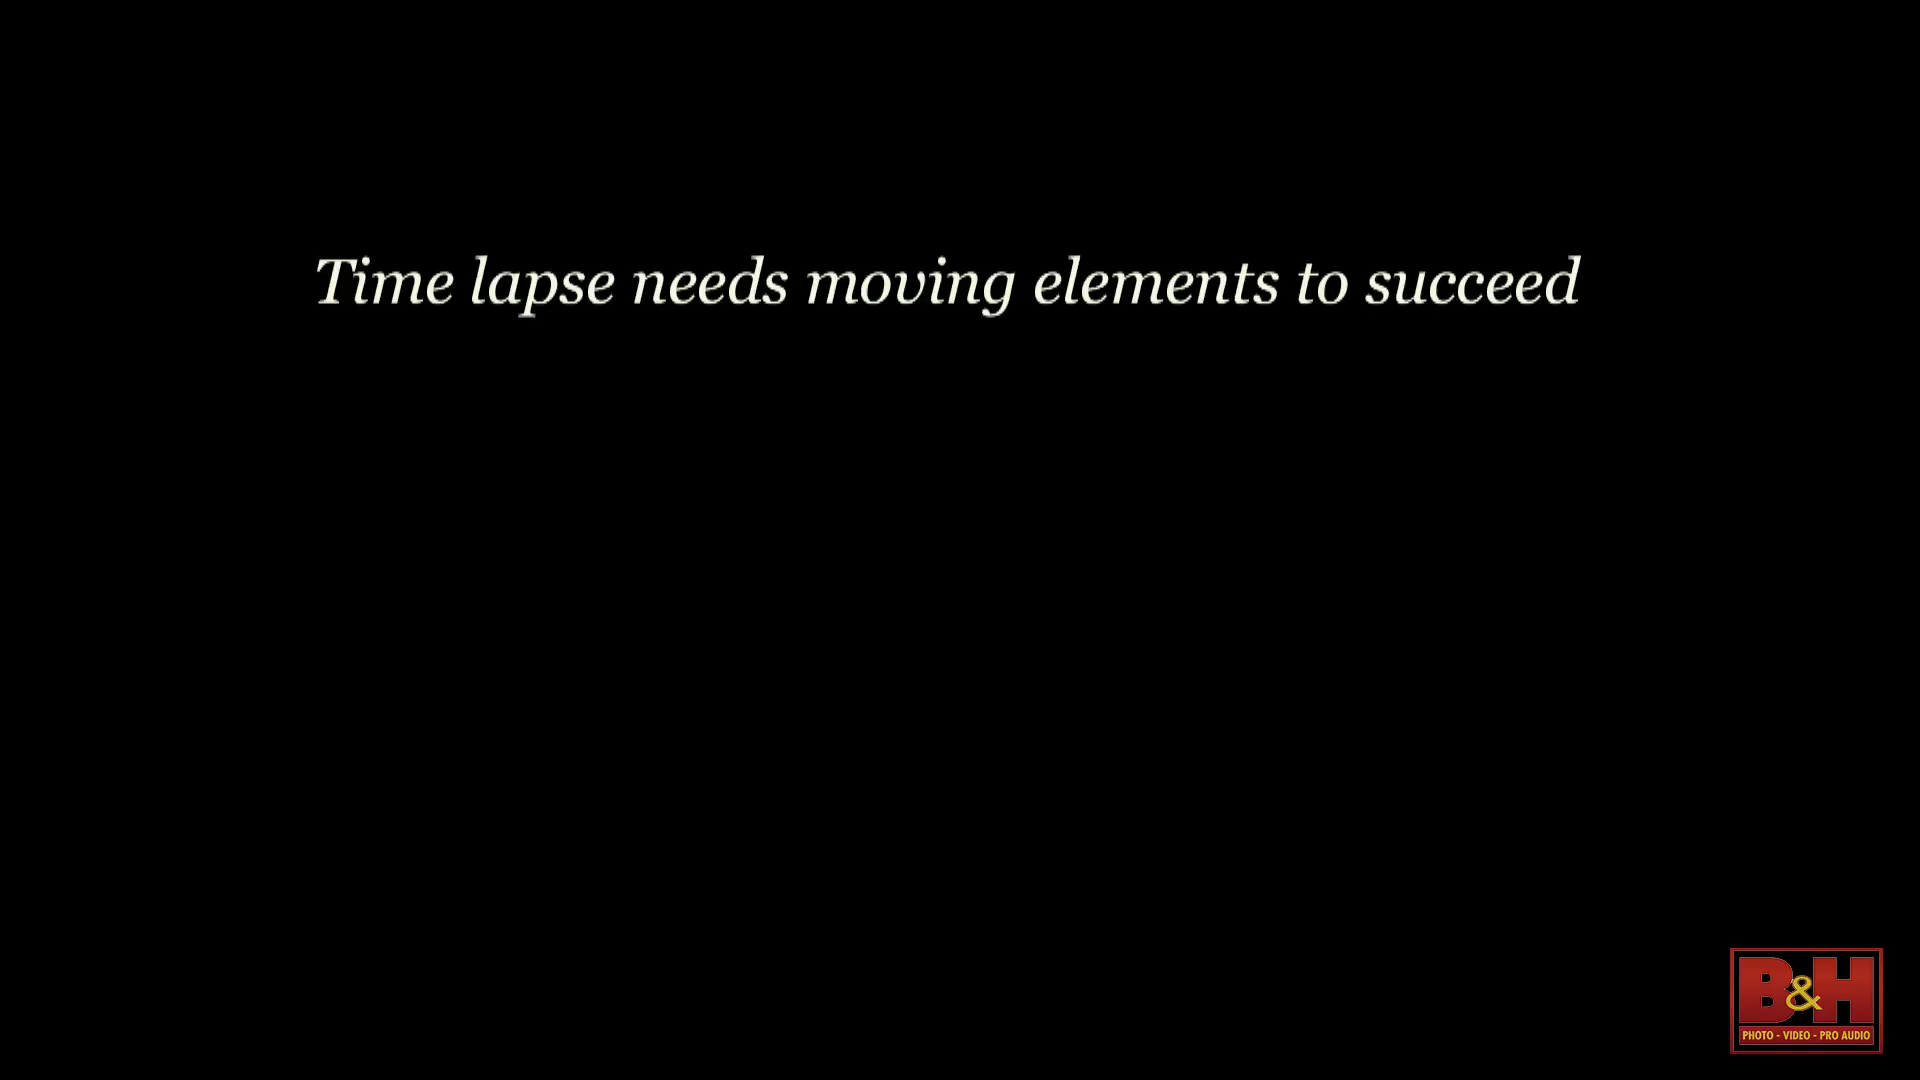 Time lapse needs moving elements to succeed
B&H
PHOTO - VIDEO - PRO AUDIO